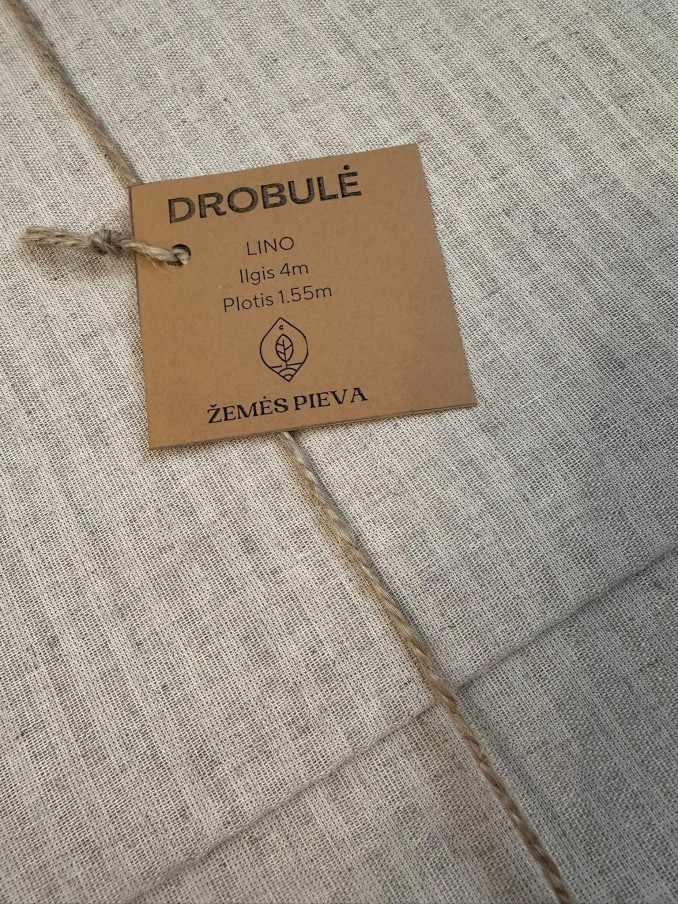 DROBULĖ
LINO
Ilgis 4m
Plotis 1.55m
ŽEMĖS PIEVA